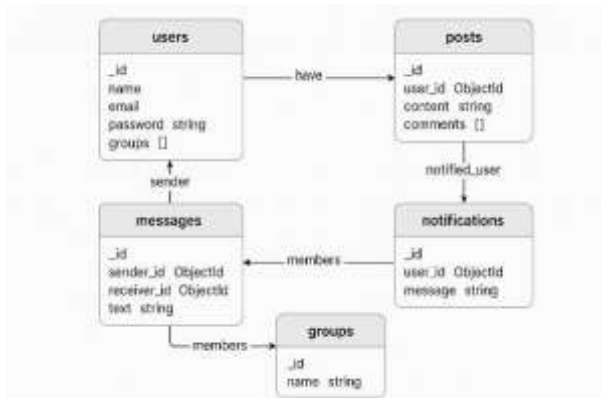 users
_id
name
email
password string
groups []
have
posts
_id
user_id ObjectId
content string
comments []
sender
notified_user
messages
_id
sender_id ObjectId
receiver_id ObjectId
text string
members
notifications
_id
user_id ObjectId
message string
members
groups
_id
name string